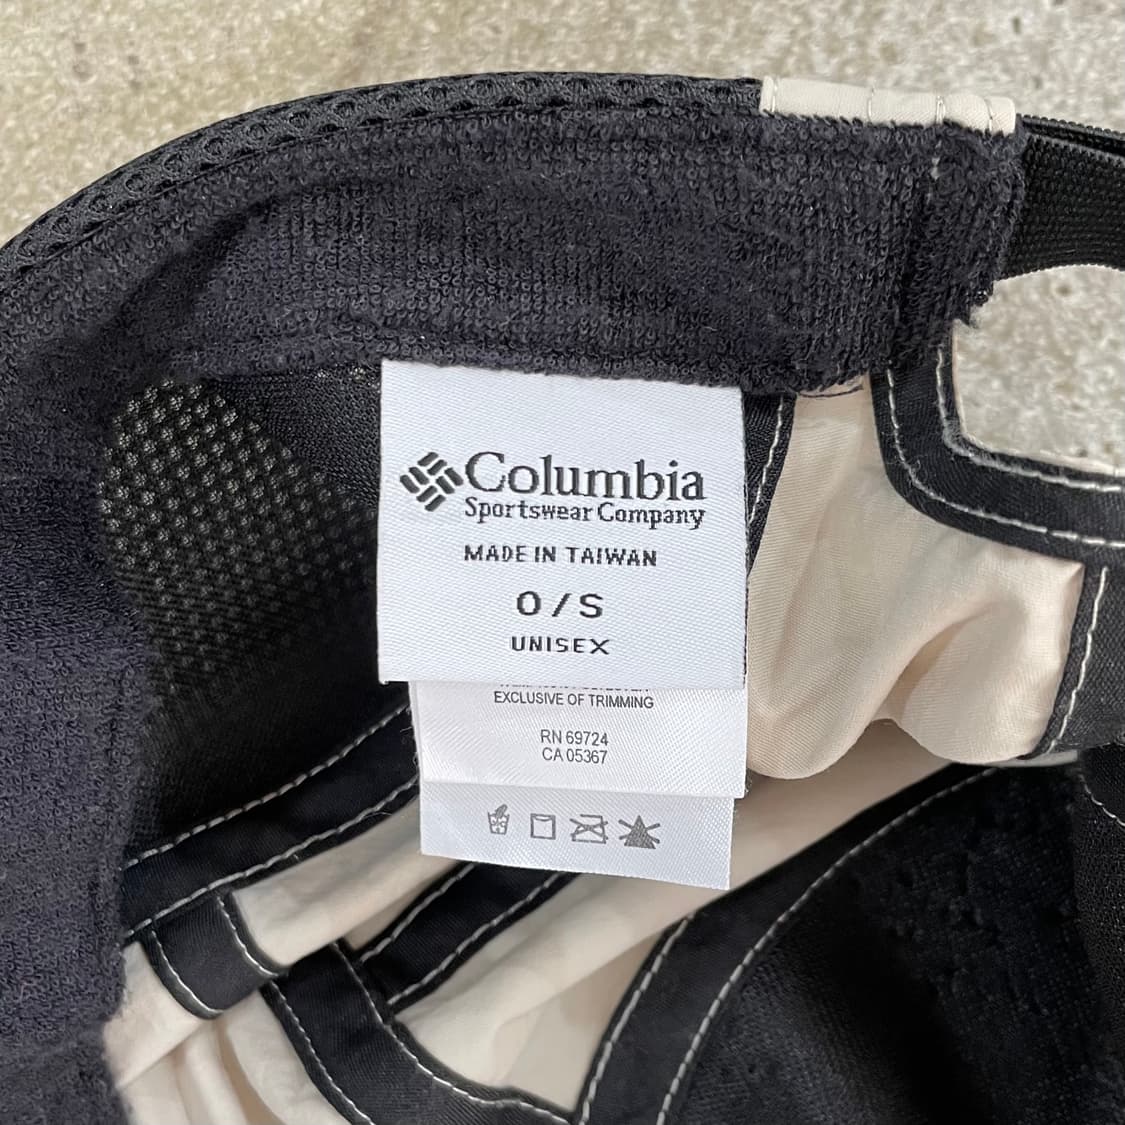 Columbia
Sportswear Company
MADE IN TAIWAN
O/S
UNISEX
EXCLUSIVE OF TRIMMING
RN 69724
CA 05367